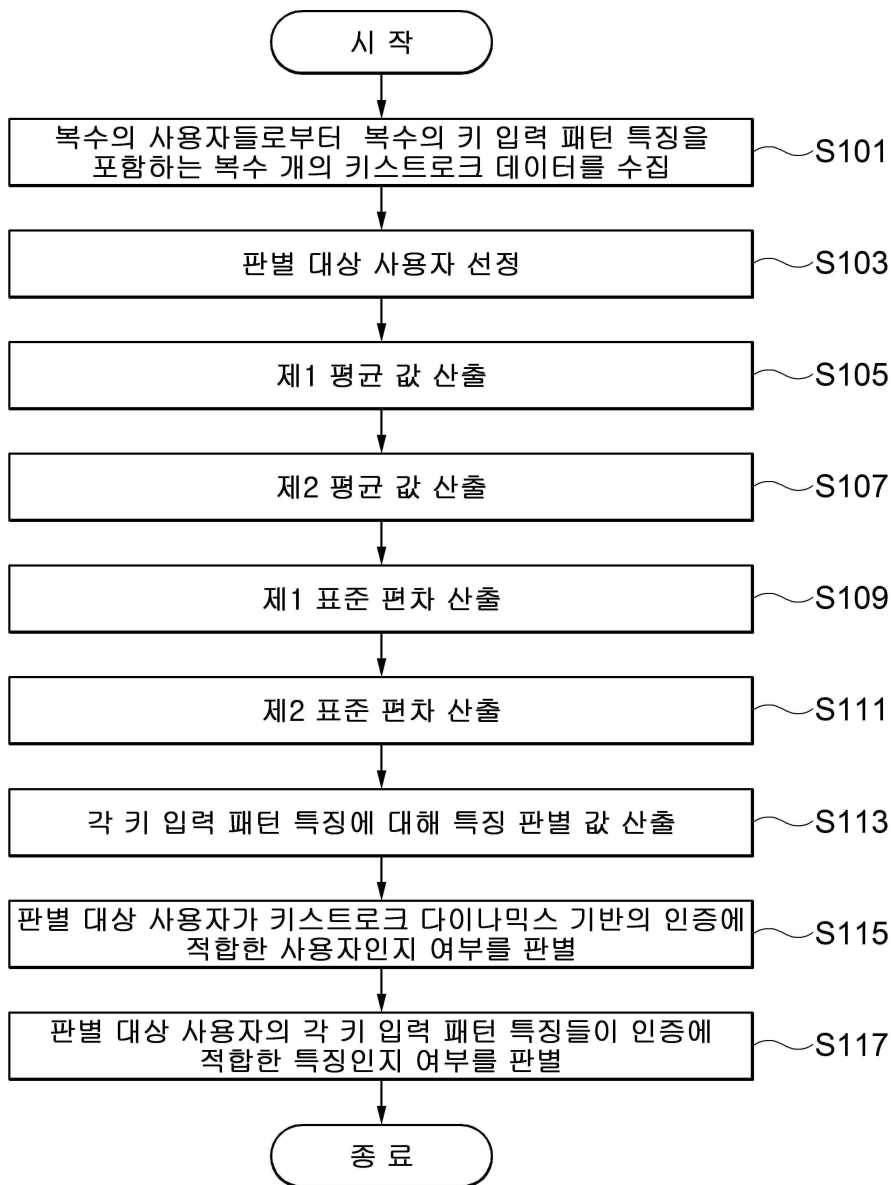 시 작
복수의 사용자들로부터 복수의 키 입력 패턴 특징을
포함하는 복수 개의 키스트로크 데이터를 수집
S101
판별 대상 사용자 선정
S103
제1 평균 값 산출
S105
제2 평균 값 산출
S107
제1 표준 편차 산출
S109
제2 표준 편차 산출
S111
각 키 입력 패턴 특징에 대해 특징 판별 값 산출
S113
판별 대상 사용자가 키스트로크 다이나믹스 기반의 인증에
적합한 사용자인지 여부를 판별
S115
판별 대상 사용자의 각 키 입력 패턴 특징들이 인증에
적합한 특징인지 여부를 판별
S117
종 료